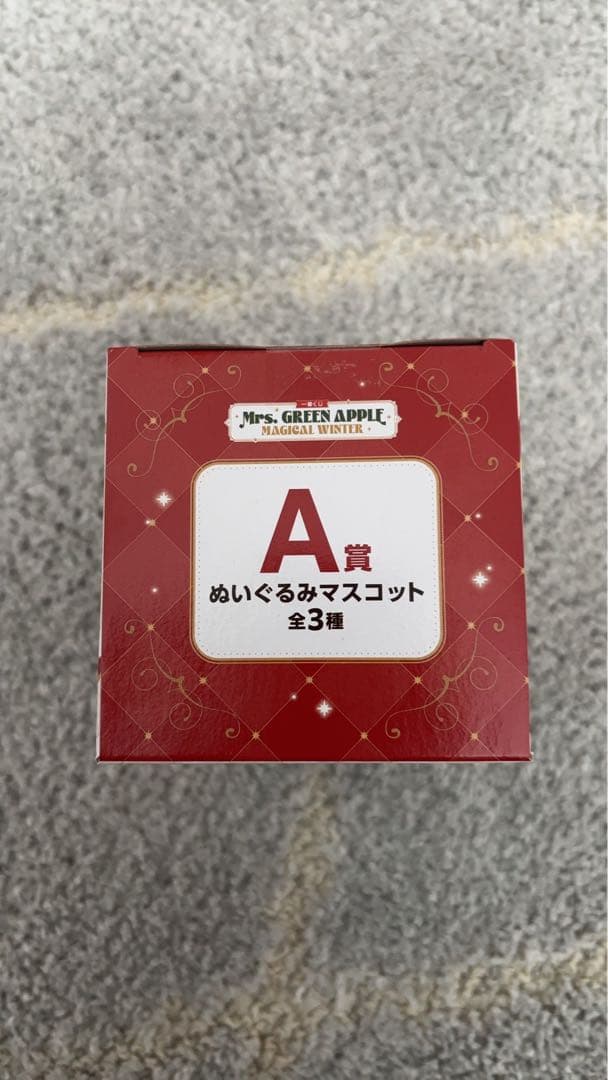 一番くじ
Mrs. GREEN APPLE
MAGICAL WINTER
A賞
ぬいぐるみマスコット
全3種